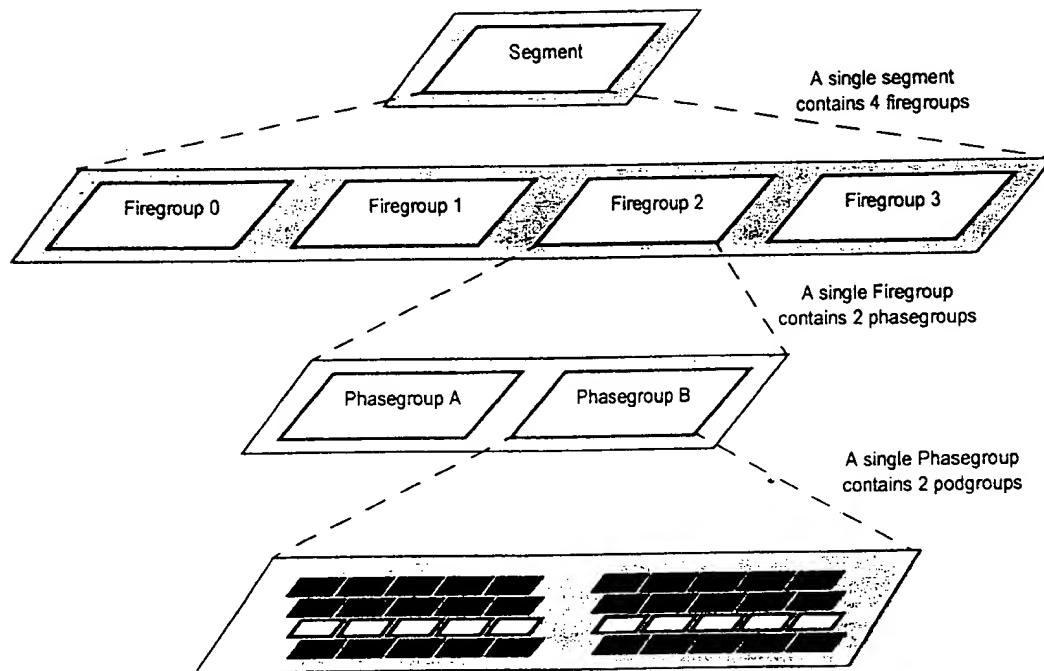 Segment
A single segment
contains 4 firegroups
Firegroup 0
Firegroup 1
Firegroup 2
Firegroup 3
A single Firegroup
contains 2 phasegroups
Phasegroup A
Phasegroup B
A single Phasegroup
contains 2 podgroups